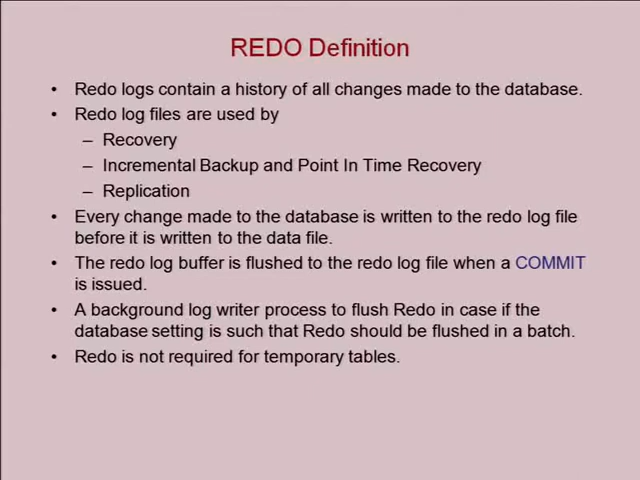 REDO Definition
• Redo logs contain a history of all changes made to the database.
• Redo log files are used by
– Recovery
– Incremental Backup and Point In Time Recovery
– Replication
• Every change made to the database is written to the redo log file
before it is written to the data file.
• The redo log buffer is flushed to the redo log file when a COMMIT
is issued.
• A background log writer process to flush Redo in case if the
database setting is such that Redo should be flushed in a batch.
• Redo is not required for temporary tables.